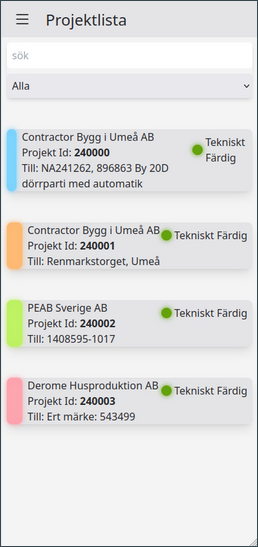 Projektlista
sök
Alla
Contractor Bygg i Umeå AB
Projekt Id: 240000
Till: NA241262, 896863 By 20D
dörrparti med automatik
Tekniskt
Färdig
Contractor Bygg i Umeå AB
Projekt Id: 240001
Till: Renmarkstorget, Umeå
Tekniskt Färdig
PEAB Sverige AB
Projekt Id: 240002
Till: 1408595-1017
Tekniskt Färdig
Derome Husproduktion AB
Projekt Id: 240003
Till: Ert märke: 543499
Tekniskt Färdig